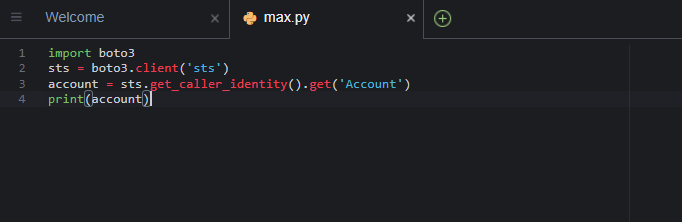 Welcome
max.py
1 import boto3
2 sts = boto3.client('sts')
3 account = sts.get_caller_identity().get('Account')
4 print(account)